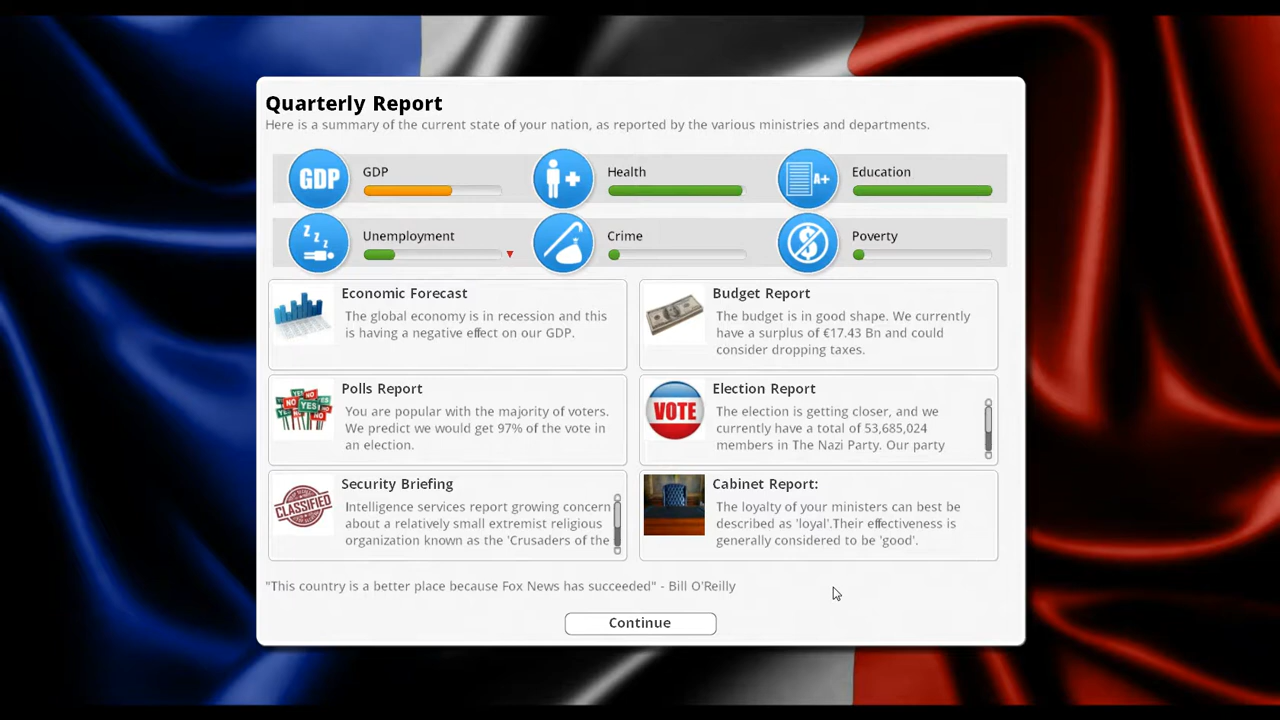 Quarterly Report
Here is a summary of the current state of your nation, as reported by the various ministries and departments.
GDP
GDP
Health
A+
Education
Z Z Z
Unemployment
Crime
Poverty
Economic Forecast
The global economy is in recession and this
is having a negative effect on our GDP.
Budget Report
The budget is in good shape. We currently
have a surplus of €17.43 Bn and could
consider dropping taxes.
YES
NO
NO
YES
NO
Polls Report
You are popular with the majority of voters.
We predict we would get 97% of the vote in
an election.
VOTE
Election Report
The election is getting closer, and we
currently have a total of 53,685,024
members in The Nazi Party. Our party
CLASSIFIED
Security Briefing
Intelligence services report growing concern
about a relatively small extremist religious
organization known as the 'Crusaders of the
Cabinet Report:
The loyalty of your ministers can best be
described as 'loyal'.Their effectiveness is
generally considered to be 'good'.
"This country is a better place because Fox News has succeeded" - Bill O'Reilly
Continue